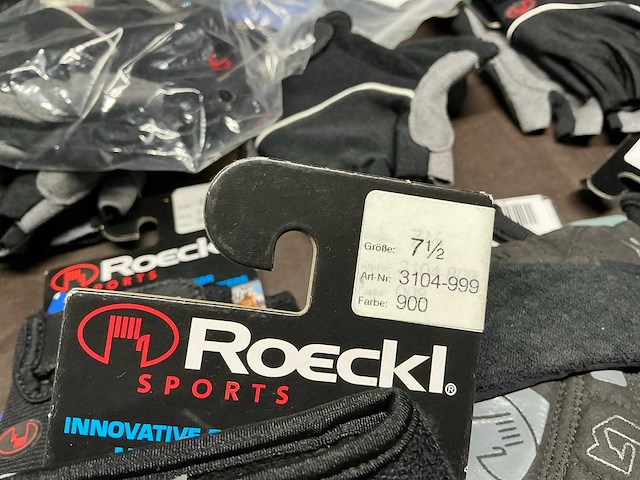 Größe: 7½
Art-Nr: 3104-999
Farbe: 900
Roeckl®
SPORTS
INNOVATIVE
Roeckl
SPORTS